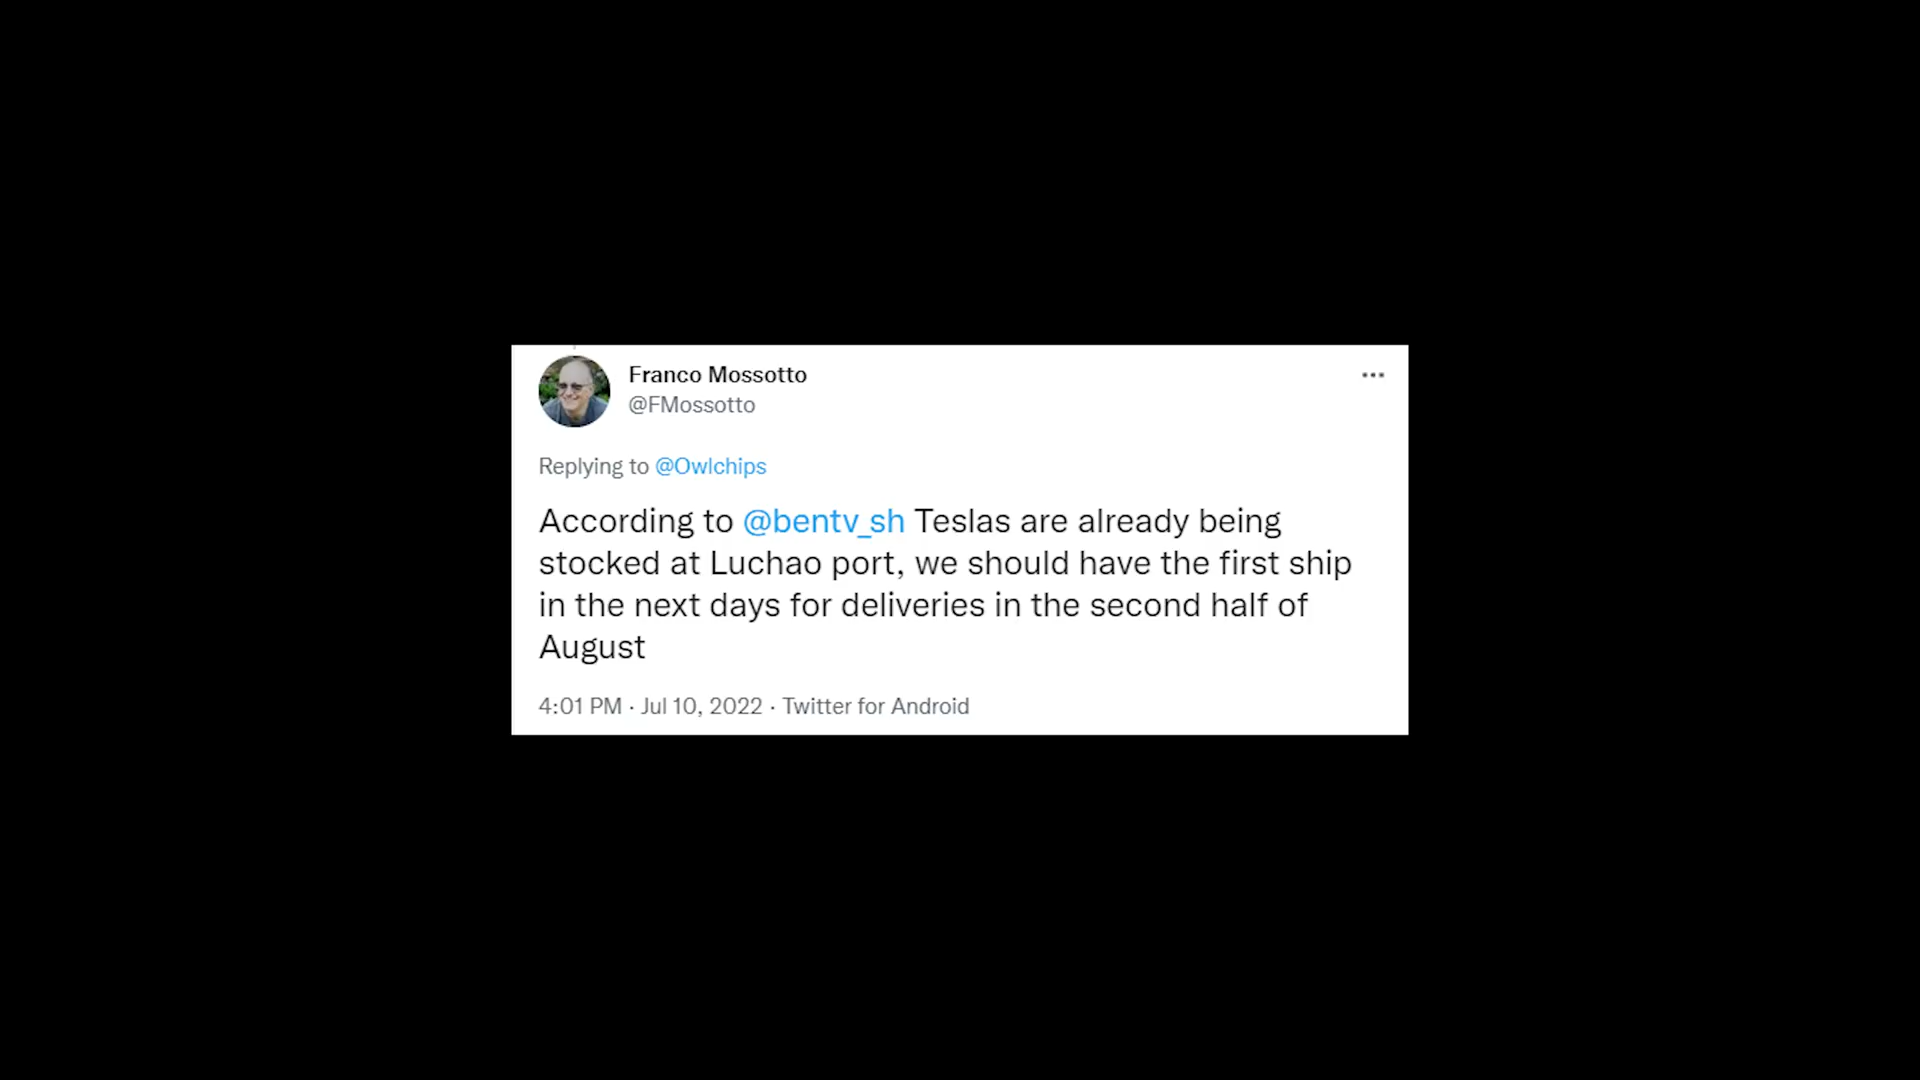 Franco Mossotto
@FMossotto
Replying to @Owlchips
According to @bentv_sh Teslas are already being
stocked at Luchao port, we should have the first ship
in the next days for deliveries in the second half of
August
4:01 PM · Jul 10, 2022 · Twitter for Android